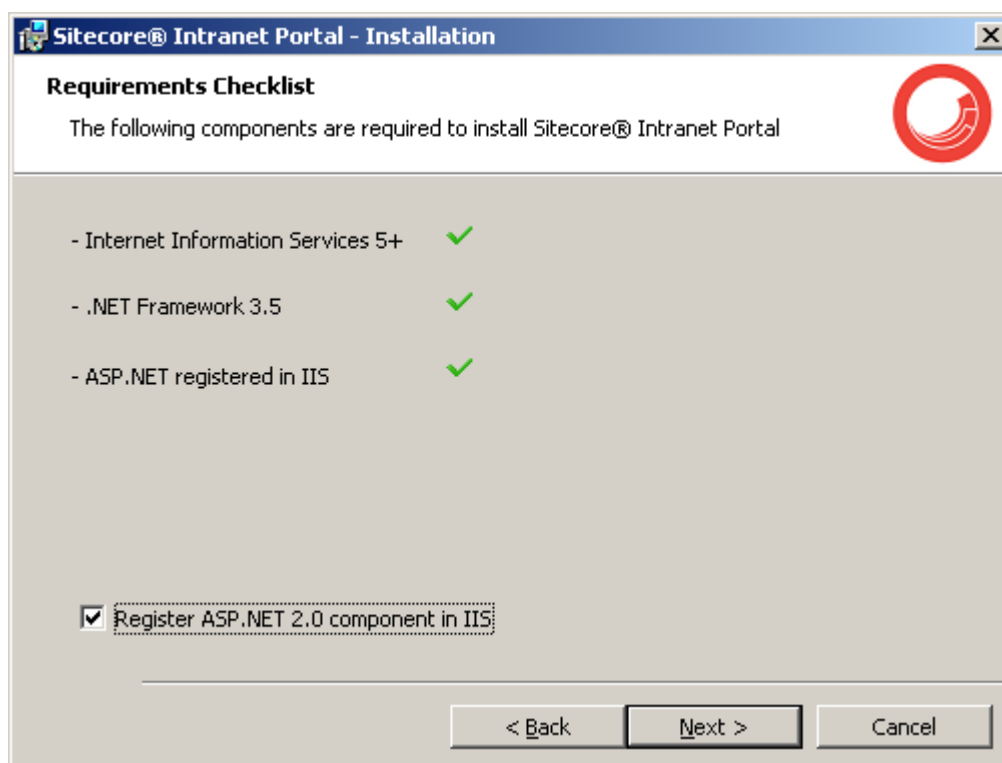 Sitecore® Intranet Portal - Installation
Requirements Checklist
The following components are required to install Sitecore® Intranet Portal
- Internet Information Services 5+
- .NET Framework 3.5
- ASP.NET registered in IIS
Register ASP.NET 2.0 component in IIS
< Back
Next >
Cancel